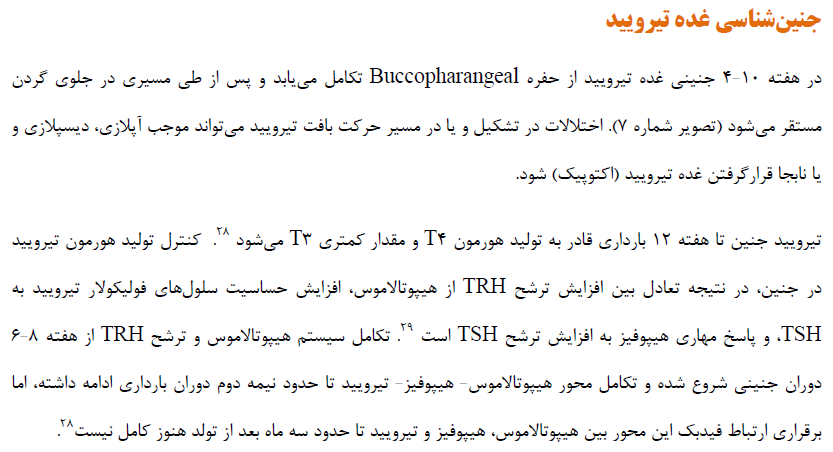 جنین‌شناسی غده تیرویید
در هفته ۱۰-۴ جنینی غده تیرویید از حفره Buccopharangeal تکامل می‌یابد و پس از طی مسیری در جلوی گردن
مستقر می‌شود (تصویر شماره ۷). اختلالات در تشکیل و یا در مسیر حرکت بافت تیرویید می‌تواند موجب آپلازی، دیسپلازی و
یا نابجا قرارگرفتن غده تیرویید (اکتوپیک) شود.
تیرویید جنین تا هفته ۱۲ بارداری قادر به تولید هورمون T۴ و مقدار کمتری T۳ می‌شود ۲۸. کنترل تولید هورمون تیرویید
در جنین، در نتیجه تعادل بین افزایش ترشح TRH از هیپوتالاموس، افزایش حساسیت سلول‌های فولیکولار تیرویید به
TSH، و پاسخ مهاری هیپوفیز به افزایش ترشح TSH است ۲۹. تکامل سیستم هیپوتالاموس و ترشح TRH از هفته ۸-۶
دوران جنینی شروع شده و تکامل محور هیپوتالاموس- هیپوفیز- تیرویید تا حدود نیمه دوم دوران بارداری ادامه داشته، اما
برقراری ارتباط فیدبک این محور بین هیپوتالاموس، هیپوفیز و تیرویید تا حدود سه ماه بعد از تولد هنوز کامل نیست۲۸.